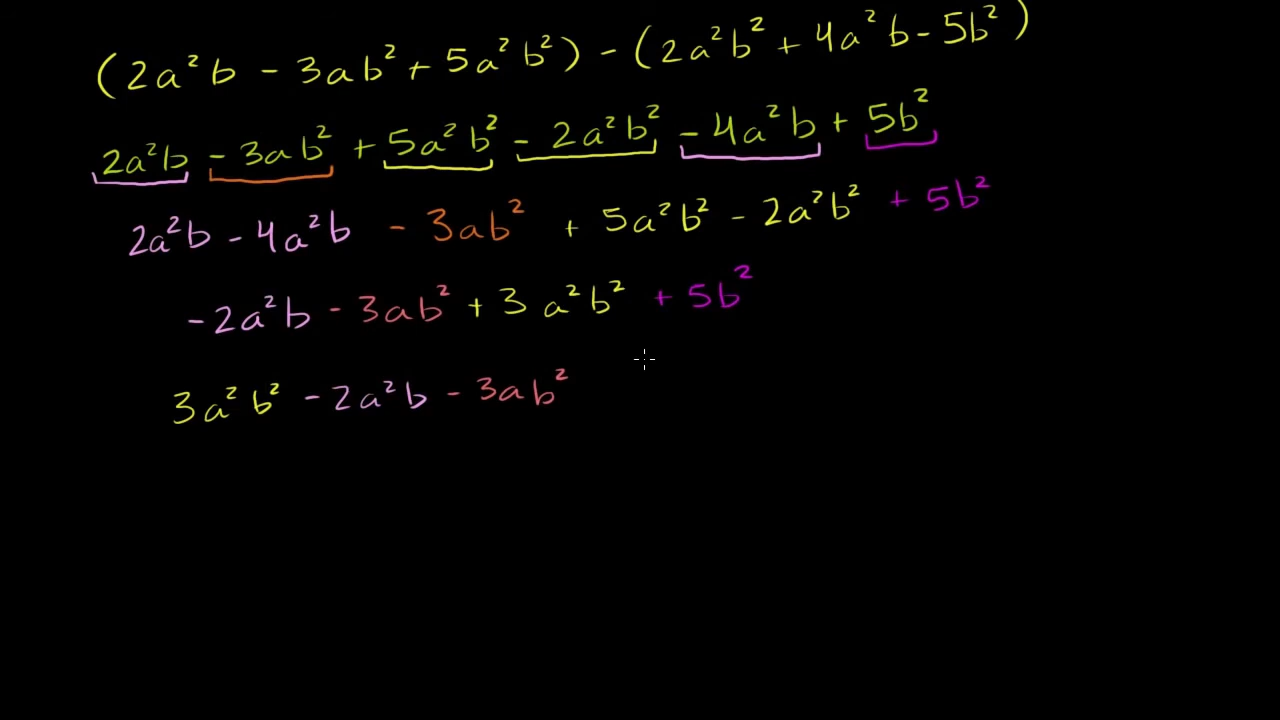 (2a²b - 3ab² + 5a²b²) - (2a²b² + 4a²b - 5b²)
2a²b - 3ab² + 5a²b² - 2a²b² - 4a²b + 5b²
2a²b - 4a²b - 3ab² + 5a²b² - 2a²b² + 5b²
-2a²b - 3ab² + 3a²b² + 5b²
3a²b² - 2a²b - 3ab²